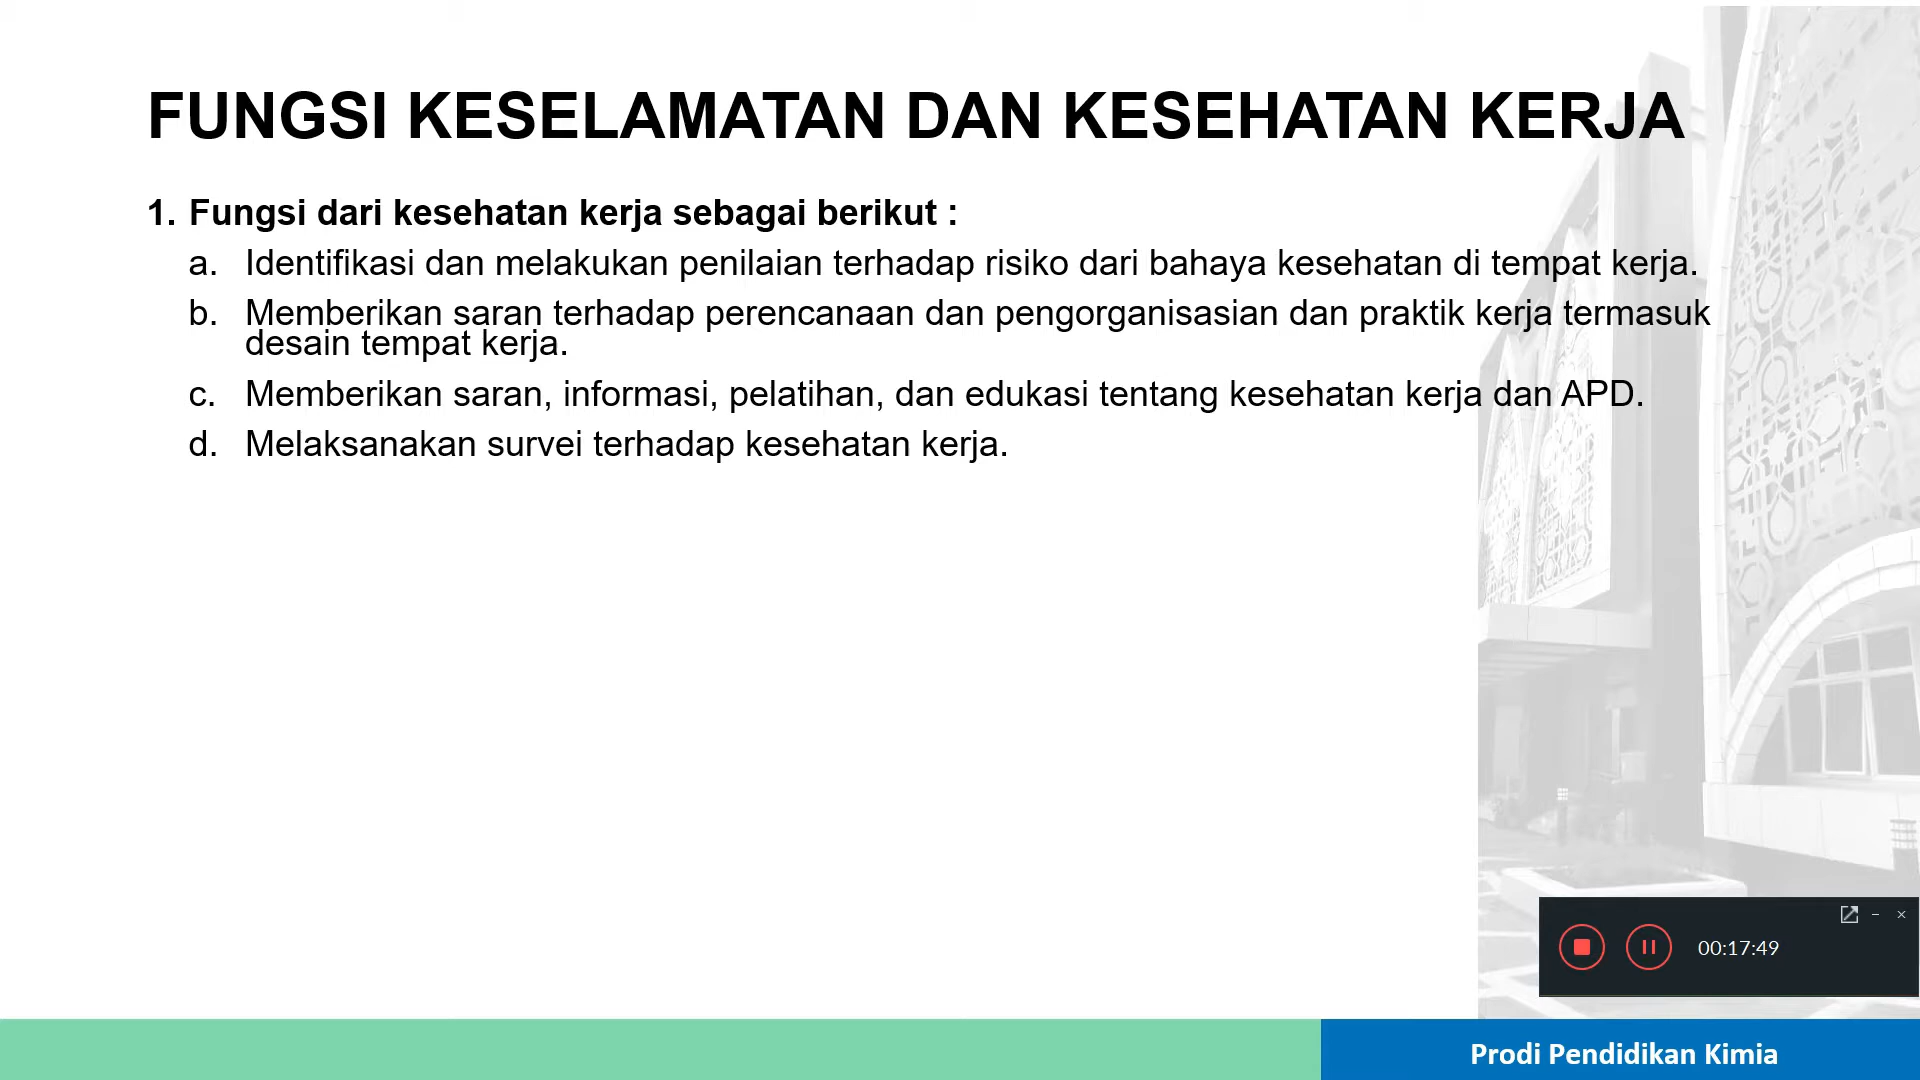 FUNGSI KESELAMATAN DAN KESEHATAN KERJA
1. Fungsi dari kesehatan kerja sebagai berikut :
a. Identifikasi dan melakukan penilaian terhadap risiko dari bahaya kesehatan di tempat kerja.
b. Memberikan saran terhadap perencanaan dan pengorganisasian dan praktik kerja termasuk
desain tempat kerja.
c. Memberikan saran, informasi, pelatihan, dan edukasi tentang kesehatan kerja dan APD.
d. Melaksanakan survei terhadap kesehatan kerja.
00:17:49
Prodi Pendidikan Kimia